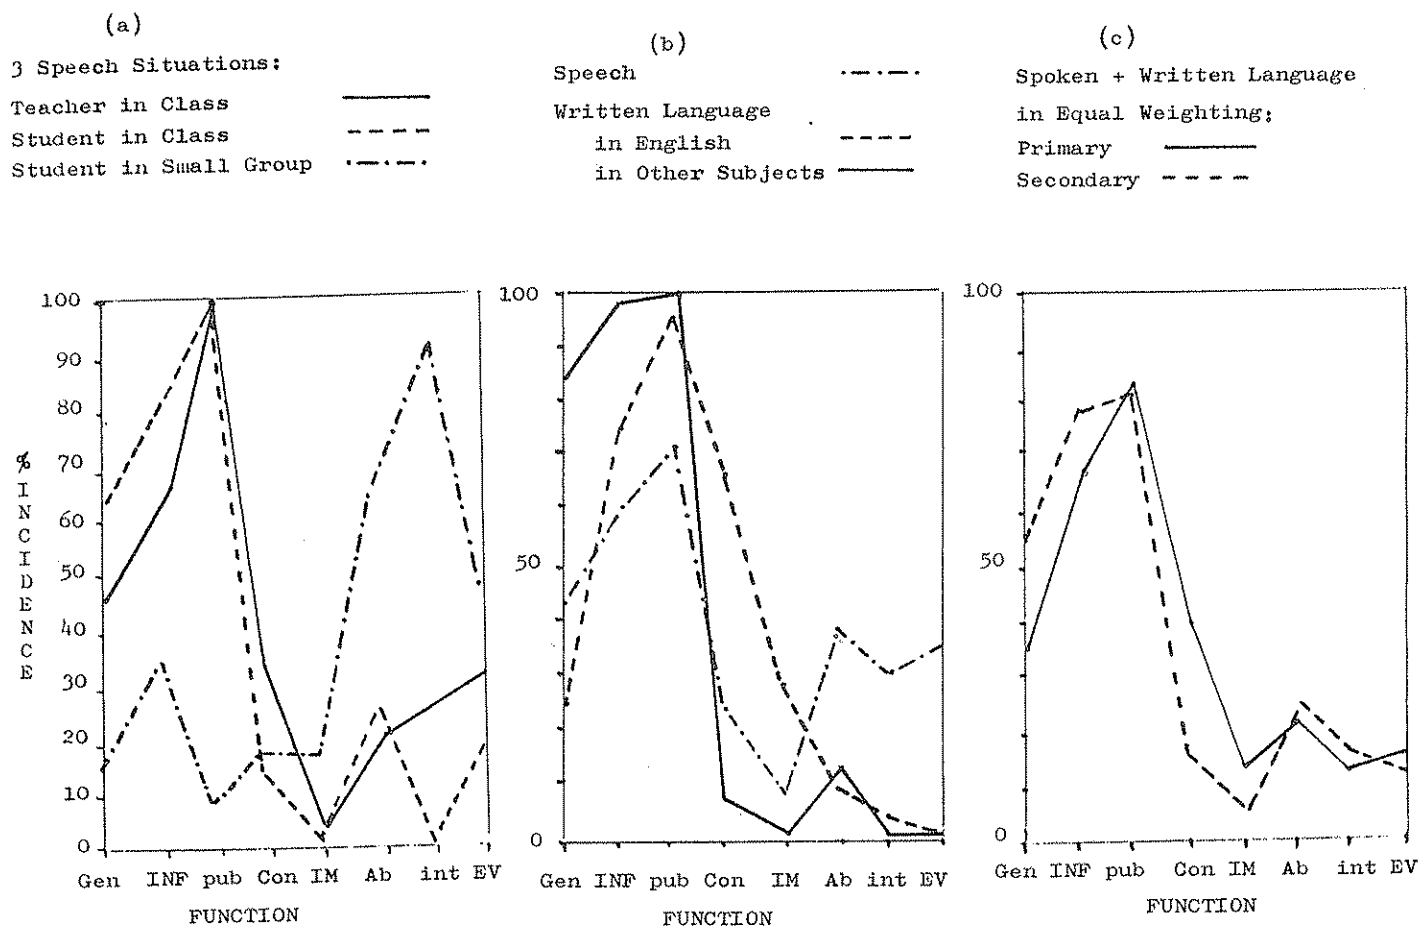 (a)
3 Speech Situations:
Teacher in Class
Student in Class
Student in Small Group
(b)
Speech
Written Language
in English
in Other Subjects
(c)
Spoken + Written Language
in Equal Weighting:
Primary
Secondary
% INCIDENCE
100
90
80
70
60
50
40
30
20
10
0
Gen INF pub Con IM Ab int EV
FUNCTION
100
50
0
Gen INF pub Con IM Ab int EV
FUNCTION
100
50
0
Gen INF pub Con IM Ab int EV
FUNCTION